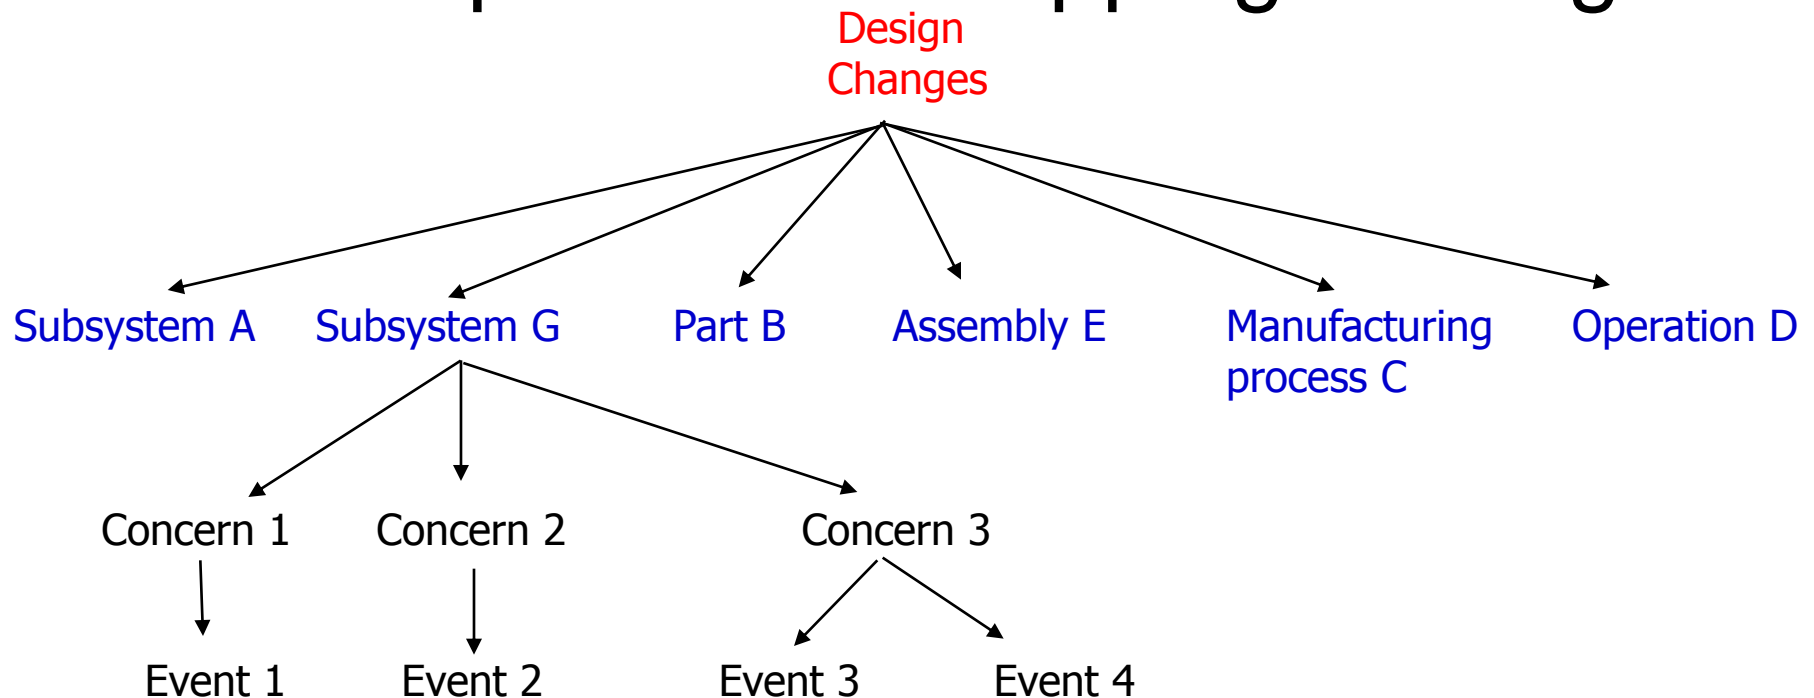 Design
Changes
Subsystem A Subsystem G Part B Assembly E Manufacturing Operation D
process C
Concern 1 Concern 2 Concern 3
Event 1 Event 2 Event 3 Event 4